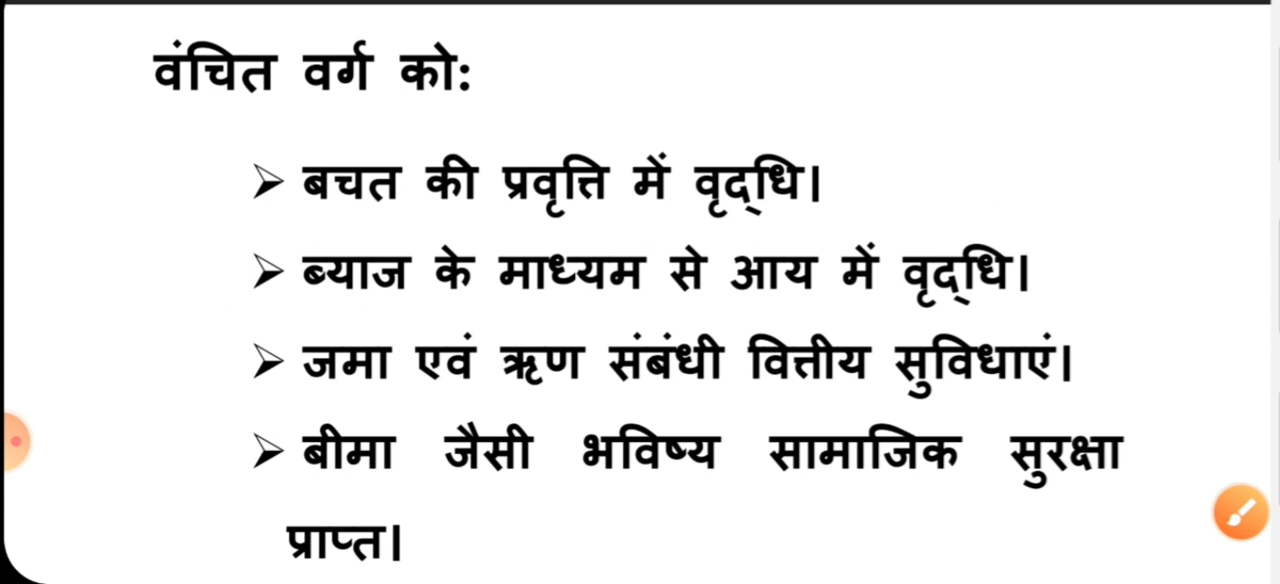 वंचित वर्ग को:
➢ बचत की प्रवृत्ति में वृद्‌धि।
➢ ब्याज के माध्यम से आय में वृद्‌धि।
➢ जमा एवं ऋण संबंधी वित्तीय सुविधाएं।
➢ बीमा जैसी भविष्य सामाजिक सुरक्षा
प्राप्त।